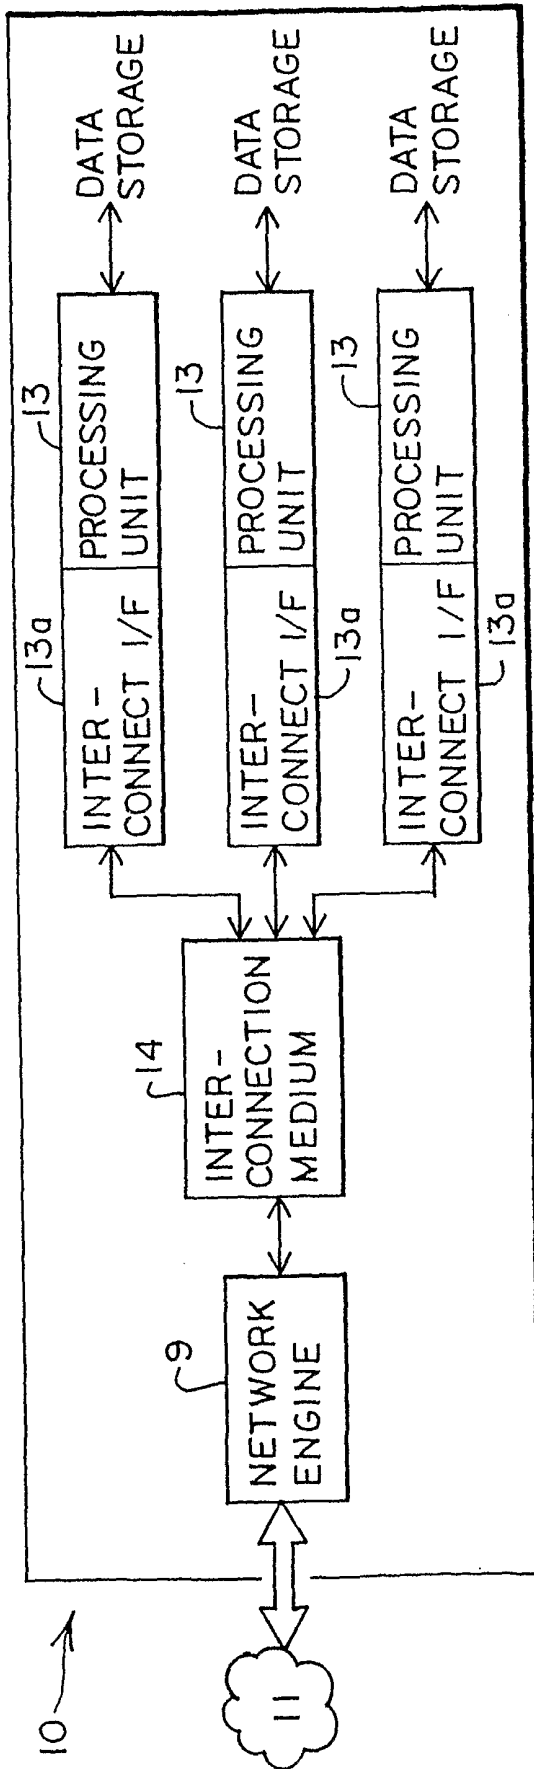 10
11
9
NETWORK
ENGINE
14
INTER-
CONNECTION
MEDIUM
13a
13
INTER-
CONNECT I/F
PROCESSING
UNIT
DATA
STORAGE
13
INTER-
CONNECT I/F
13a
PROCESSING
UNIT
DATA
STORAGE
13
INTER-
CONNECT I/F
13a
PROCESSING
UNIT
DATA
STORAGE